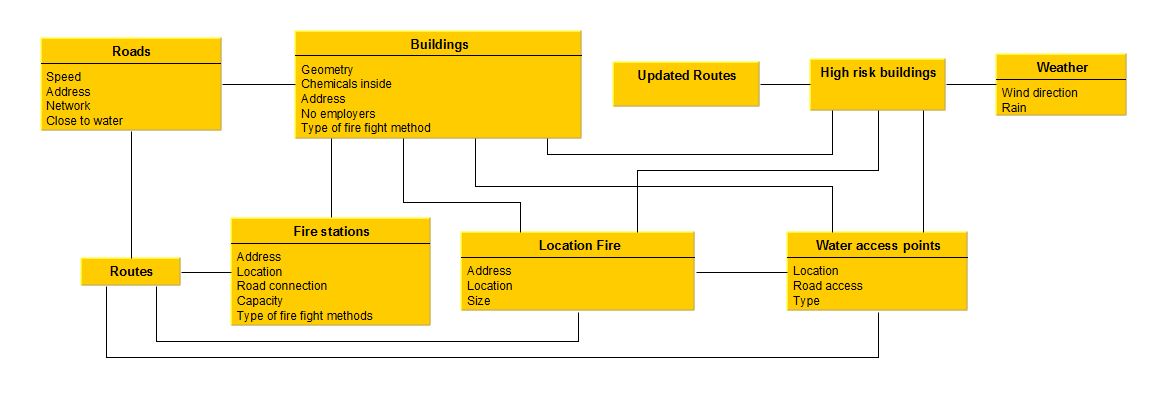 Roads
Speed
Address
Network
Close to water
Buildings
Geometry
Chemicals inside
Address
No employers
Type of fire fight method
Updated Routes
High risk buildings
Weather
Wind direction
Rain
Routes
Fire stations
Address
Location
Road connection
Capacity
Type of fire fight methods
Location Fire
Address
Location
Size
Water access points
Location
Road access
Type